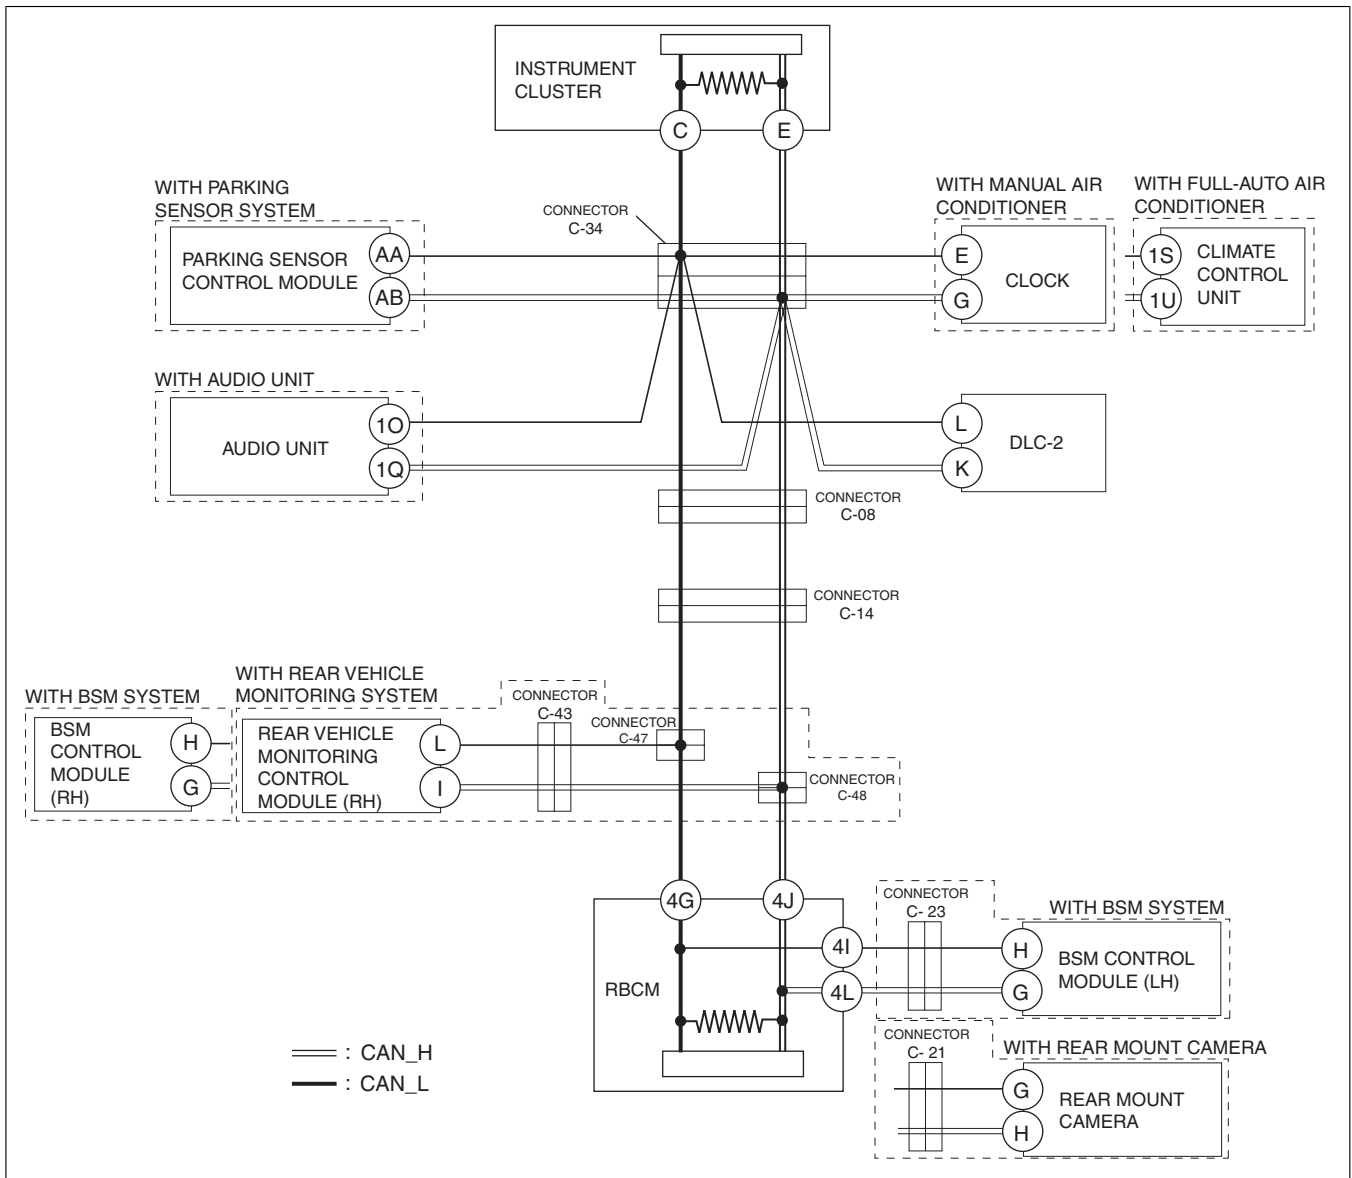 INSTRUMENT
CLUSTER
C
E
WITH PARKING
SENSOR SYSTEM
PARKING SENSOR
CONTROL MODULE
AA
AB
CONNECTOR
C-34
WITH MANUAL AIR
CONDITIONER
E
G
CLOCK
WITH FULL-AUTO AIR
CONDITIONER
1S
1U
CLIMATE
CONTROL
UNIT
WITH AUDIO UNIT
AUDIO UNIT
1O
1Q
L
K
DLC-2
CONNECTOR
C-08
CONNECTOR
C-14
WITH BSM SYSTEM
BSM
CONTROL
MODULE
(RH)
H
G
WITH REAR VEHICLE
MONITORING SYSTEM
REAR VEHICLE
MONITORING
CONTROL
MODULE (RH)
L
I
CONNECTOR
C-43
CONNECTOR
C-47
CONNECTOR
C-48
4G
4J
4I
4L
RBCM
CONNECTOR
C- 23
WITH BSM SYSTEM
H
G
BSM CONTROL
MODULE (LH)
CONNECTOR
C- 21
WITH REAR MOUNT CAMERA
G
H
REAR MOUNT
CAMERA
: CAN_H
: CAN_L